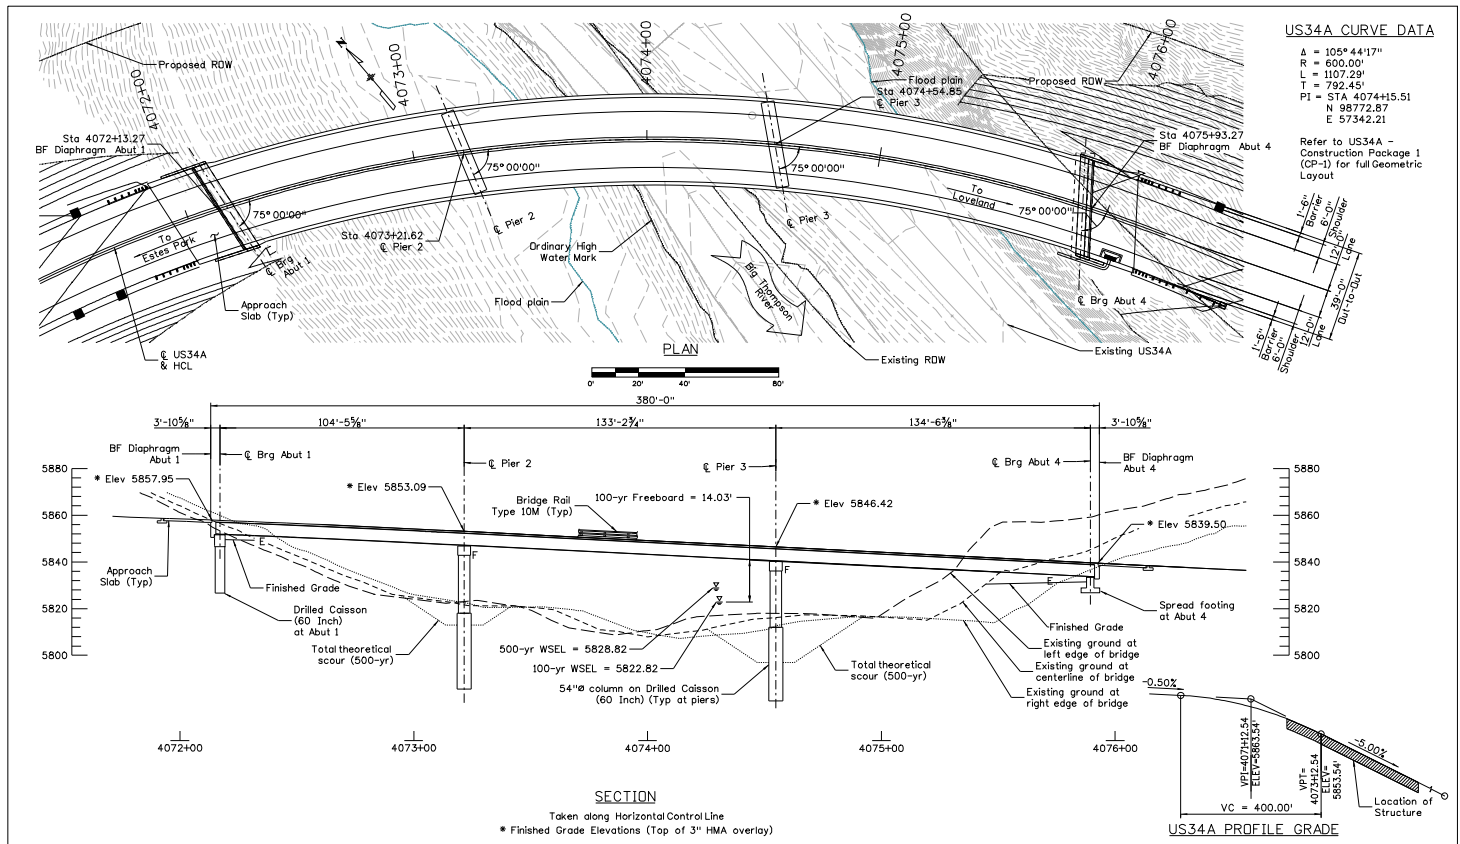 4072+00
4073+00
4074+00
4075+00
4076+00
Proposed ROW
N
Flood plain
Proposed ROW
Sta 4074+54.85
℄ Pier 3
Sta 4072+13.27
BF Diaphragm Abut 1
Sta 4075+93.27
BF Diaphragm Abut 4
75° 00'00"
75° 00'00"
75° 00'00"
75° 00'00"
To
Estes Park
To
Loveland
Sta 4073+21.62
℄ Pier 2
℄ Pier 2
℄ Pier 3
℄ Brg
Abut 1
Ordinary High
Water Mark
Big Thompson
River
℄ Brg Abut 4
Approach
Slab (Typ)
Flood plain
℄ US34A
& HCL
Existing ROW
Existing US34A
1'-6"
Barrier
6'-0"
Shoulder
12'-0"
Lane
39'-0"
Out-to-Out
12'-0"
Lane
6'-0"
Shoulder
1'-6"
Barrier
US34A CURVE DATA
Δ = 105° 44'17"
R = 600.00'
L = 1107.29'
T = 792.45'
PI = STA 4074+15.51
N 98772.87
E 57342.21
Refer to US34A -
Construction Package 1
(CP-1) for full Geometric
Layout
PLAN
0'
20'
40'
80'
380'-0"
3'-10⅝"
104'-5⅝"
133'-2¾"
134'-6⅜"
3'-10⅝"
BF Diaphragm
Abut 1
℄ Brg Abut 1
℄ Pier 2
℄ Pier 3
℄ Brg Abut 4
BF Diaphragm
Abut 4
5880
5860
5840
5820
5800
5880
5860
5840
5820
5800
* Elev 5857.95
* Elev 5853.09
Bridge Rail
Type 10M (Typ)
100-yr Freeboard = 14.03'
* Elev 5846.42
* Elev 5839.50
E
F
F
E
Approach
Slab (Typ)
Finished Grade
Drilled Caisson
(60 Inch)
at Abut 1
Total theoretical
scour (500-yr)
500-yr WSEL = 5828.82
100-yr WSEL = 5822.82
54"Ø column on Drilled Caisson
(60 Inch) (Typ at piers)
Total theoretical
scour (500-yr)
Spread footing
at Abut 4
Finished Grade
Existing ground at
left edge of bridge
Existing ground at
centerline of bridge
Existing ground at
right edge of bridge
4072+00
4073+00
4074+00
4075+00
4076+00
SECTION
Taken along Horizontal Control Line
* Finished Grade Elevations (Top of 3" HMA overlay)
-0.50%
VPI=4071+12.54
ELEV=5863.54'
VPT=
4073+12.54
ELEV=
5853.54'
-5.00%
VC = 400.00'
Location of
Structure
US34A PROFILE GRADE